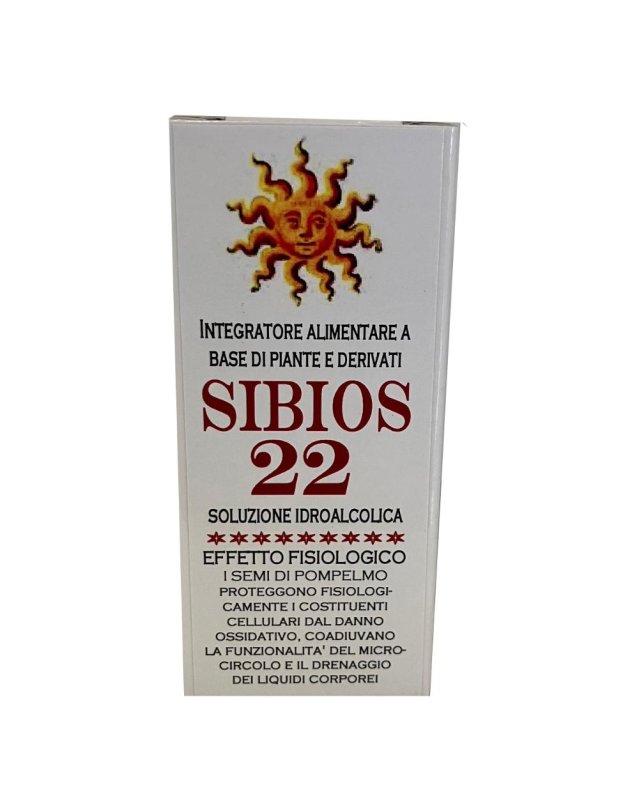 INTEGRATORE ALIMENTARE A
BASE DI PIANTE E DERIVATI
SIBIOS
22
SOLUZIONE IDROALCOLICA
EFFETTO FISIOLOGICO
I SEMI DI POMPELMO
PROTEGGONO FISIOLOGI-
CAMENTE I COSTITUENTI
CELLULARI DAL DANNO
OSSIDATIVO, COADIUVANO
LA FUNZIONALITA' DEL MICRO-
CIRCOLO E IL DRENAGGIO
DEI LIQUIDI CORPOREI